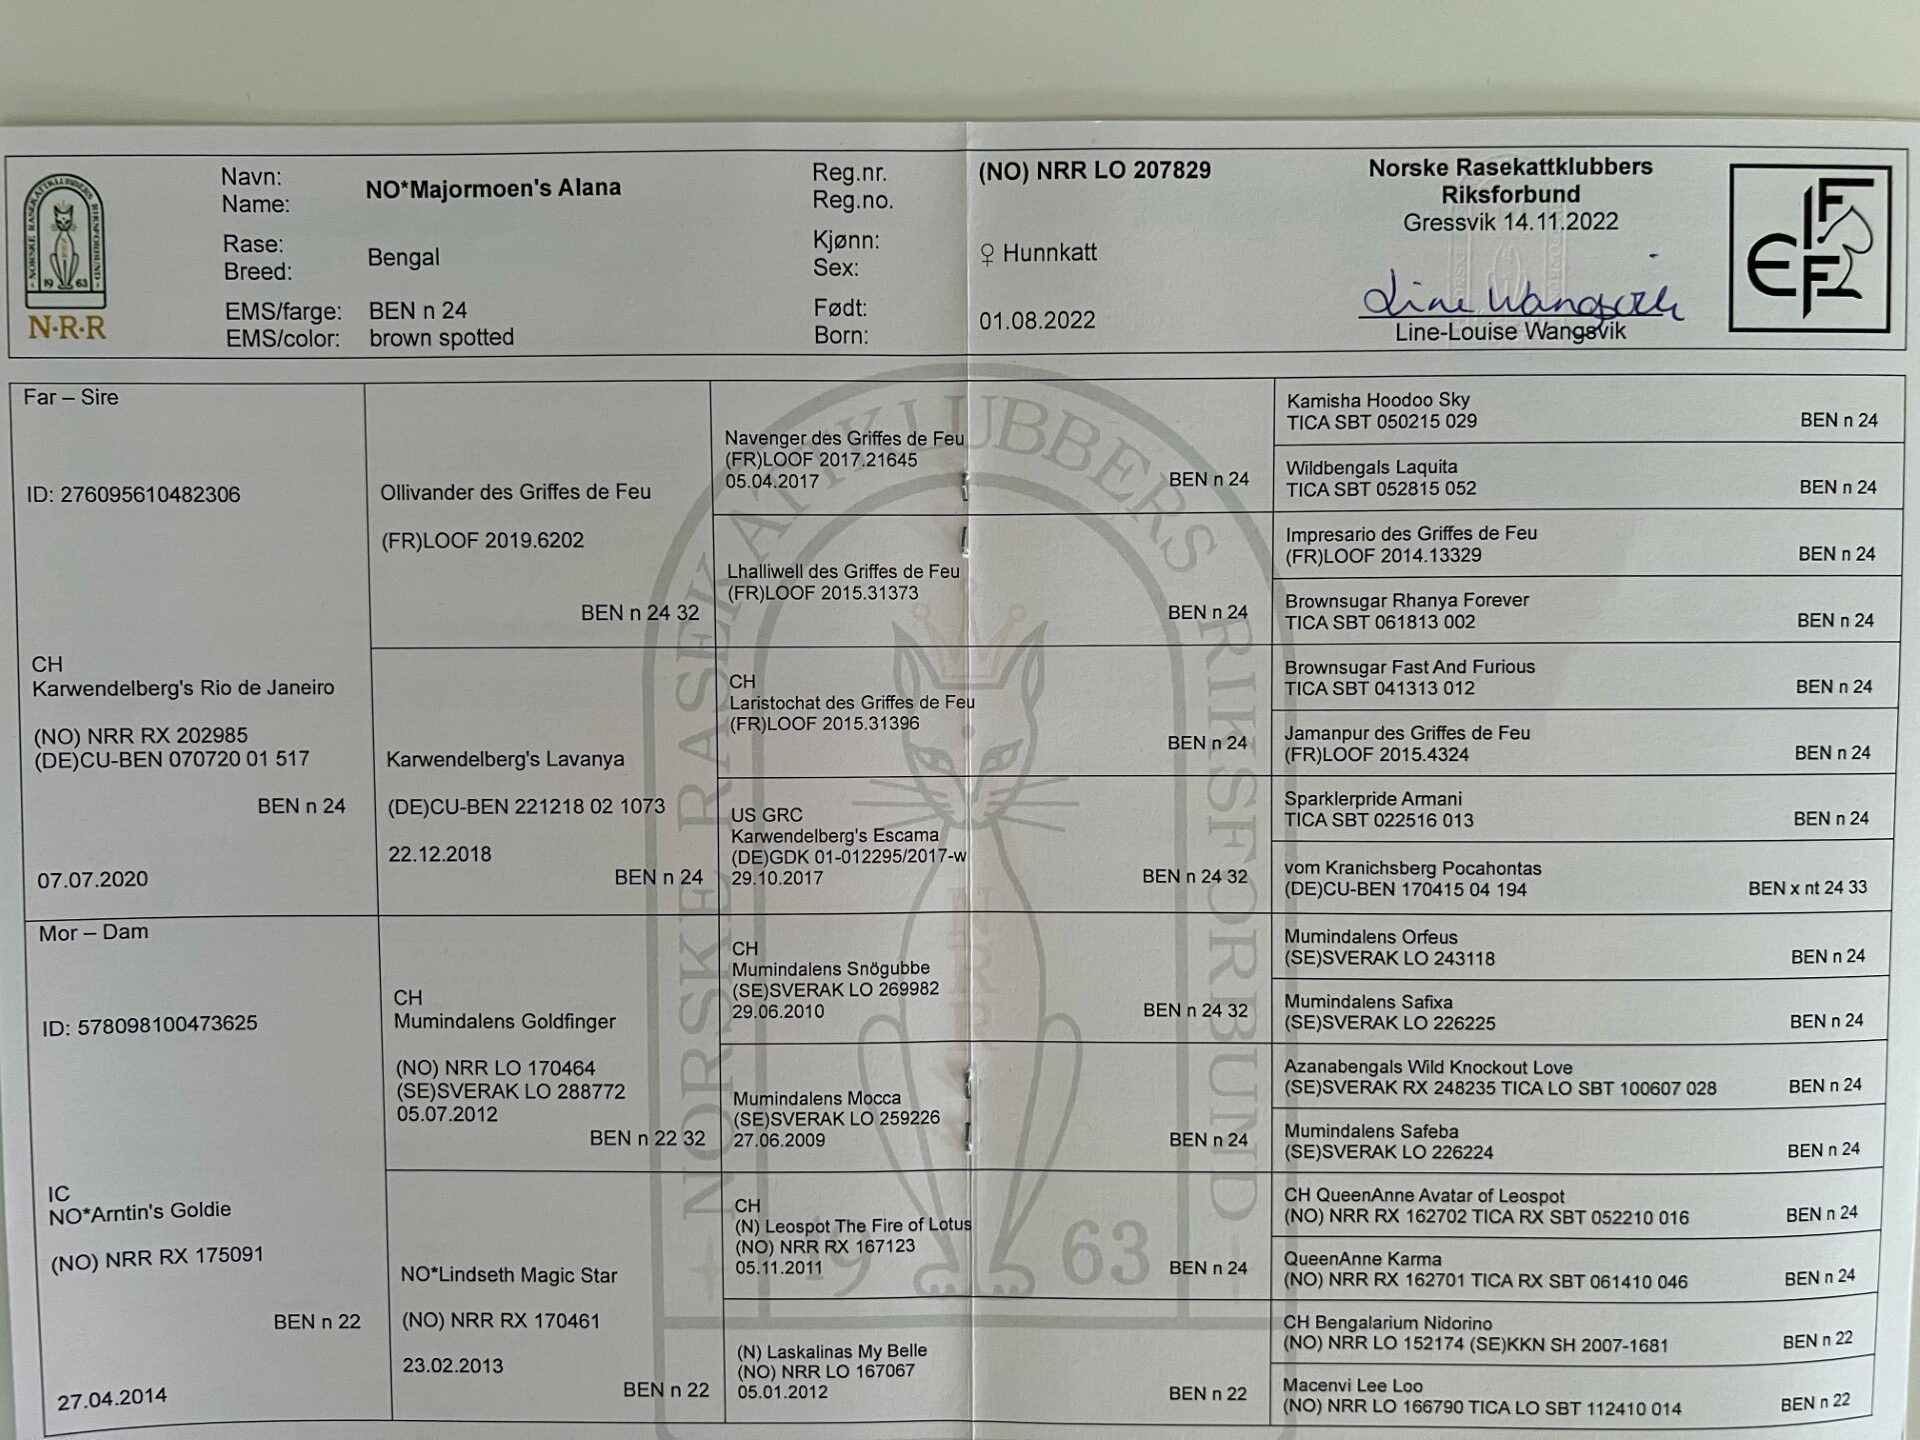 NORSKE RASEKATTKLUBBERS RIKSFORBUND
19 63
N·R·R
Navn:
Name:
NO*Majormoen's Alana
Rase:
Breed:
Bengal
EMS/farge: BEN n 24
EMS/color: brown spotted
Reg.nr.
Reg.no.
(NO) NRR LO 207829
Kjønn:
Sex:
♀ Hunnkatt
Født:
Born:
01.08.2022
Norske Rasekattklubbers
Riksforbund
Gressvik 14.11.2022
Line Wangsvik
Line-Louise Wangsvik
FIFe
Far – Sire
ID: 276095610482306
CH
Karwendelberg's Rio de Janeiro
(NO) NRR RX 202985
(DE)CU-BEN 070720 01 517
BEN n 24
07.07.2020
Mor – Dam
ID: 578098100473625
IC
NO*Arntin's Goldie
(NO) NRR RX 175091
BEN n 22
27.04.2014
Ollivander des Griffes de Feu
(FR)LOOF 2019.6202
BEN n 24 32
Karwendelberg's Lavanya
(DE)CU-BEN 221218 02 1073
22.12.2018
BEN n 24
CH
Mumindalens Goldfinger
(NO) NRR LO 170464
(SE)SVERAK LO 288772
05.07.2012
BEN n 22 32
NO*Lindseth Magic Star
(NO) NRR RX 170461
23.02.2013
BEN n 22
Navenger des Griffes de Feu
(FR)LOOF 2017.21645
05.04.2017
BEN n 24
Lhalliwell des Griffes de Feu
(FR)LOOF 2015.31373
BEN n 24
CH
Laristochat des Griffes de Feu
(FR)LOOF 2015.31396
BEN n 24
US GRC
Karwendelberg's Escama
(DE)GDK 01-012295/2017-w
29.10.2017
BEN n 24 32
CH
Mumindalens Snögubbe
(SE)SVERAK LO 269982
29.06.2010
BEN n 24 32
Mumindalens Mocca
(SE)SVERAK LO 259226
27.06.2009
BEN n 24
CH
(N) Leospot The Fire of Lotus
(NO) NRR RX 167123
05.11.2011
BEN n 24
(N) Laskalinas My Belle
(NO) NRR LO 167067
05.01.2012
BEN n 22
Kamisha Hoodoo Sky
TICA SBT 050215 029
BEN n 24
Wildbengals Laquita
TICA SBT 052815 052
BEN n 24
Impresario des Griffes de Feu
(FR)LOOF 2014.13329
BEN n 24
Brownsugar Rhanya Forever
TICA SBT 061813 002
BEN n 24
Brownsugar Fast And Furious
TICA SBT 041313 012
BEN n 24
Jamanpur des Griffes de Feu
(FR)LOOF 2015.4324
BEN n 24
Sparklerpride Armani
TICA SBT 022516 013
BEN n 24
vom Kranichsberg Pocahontas
(DE)CU-BEN 170415 04 194
BEN x nt 24 33
Mumindalens Orfeus
(SE)SVERAK LO 243118
BEN n 24
Mumindalens Safixa
(SE)SVERAK LO 226225
BEN n 24
Azanabengals Wild Knockout Love
(SE)SVERAK RX 248235 TICA LO SBT 100607 028
BEN n 24
Mumindalens Safeba
(SE)SVERAK LO 226224
BEN n 24
CH QueenAnne Avatar of Leospot
(NO) NRR RX 162702 TICA RX SBT 052210 016
BEN n 24
QueenAnne Karma
(NO) NRR RX 162701 TICA RX SBT 061410 046
BEN n 24
CH Bengalarium Nidorino
(NO) NRR LO 152174 (SE)KKN SH 2007-1681
BEN n 22
Macenvi Lee Loo
(NO) NRR LO 166790 TICA LO SBT 112410 014
BEN n 22
NORSKE RASEKATTKLUBBERS RIKSFORBUND
19 63